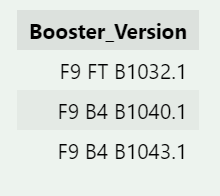 Booster_Version
F9 FT B1032.1
F9 B4 B1040.1
F9 B4 B1043.1